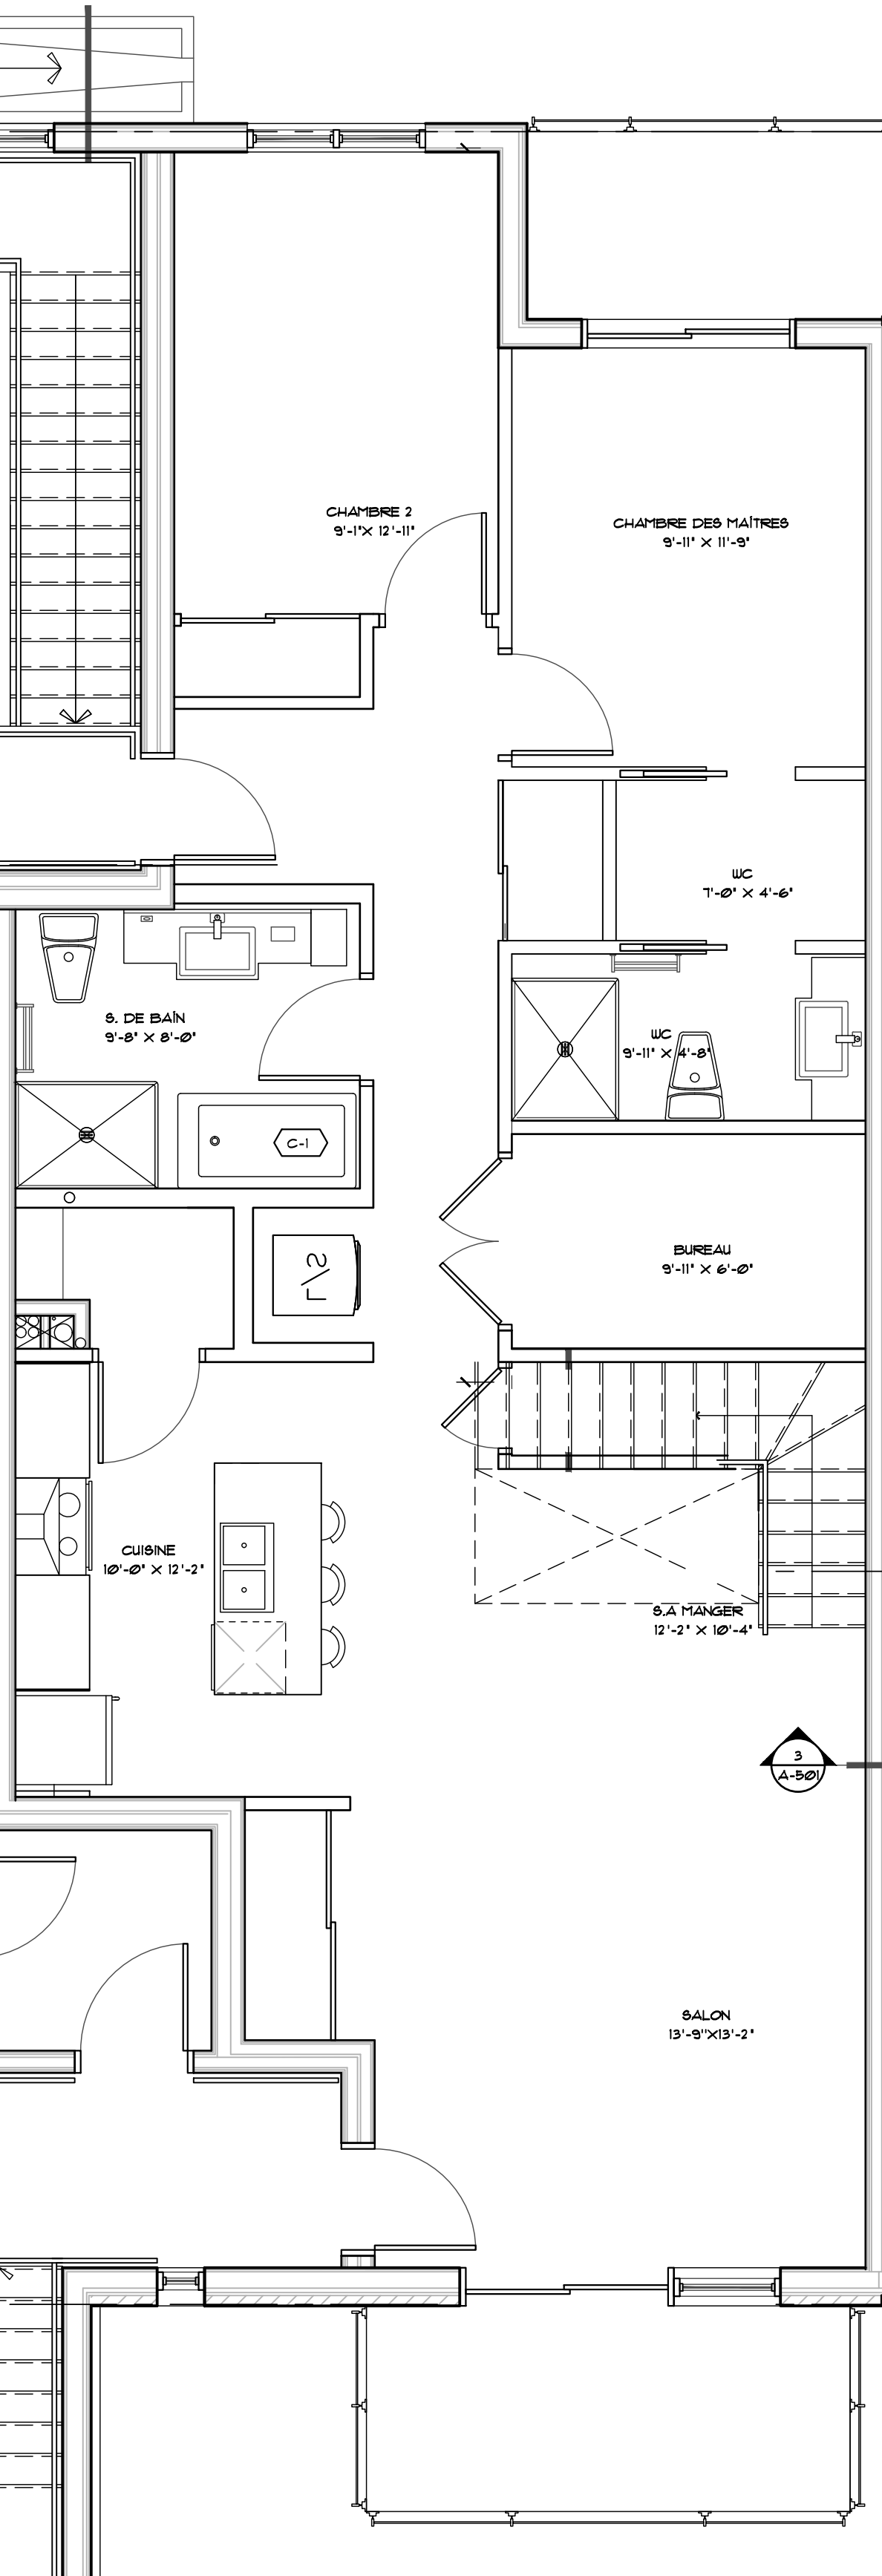 CHAMBRE 2
9'-1"X 12'-11"
CHAMBRE DES MAÎTRES
9'-11" X 11'-9"
WC
7'-0" X 4'-6"
S. DE BAÎN
9'-8" X 8'-0"
WC
9'-11" X 4'-8"
C-1
L/S
BUREAU
9'-11" X 6'-0"
CUISINE
10'-0" X 12'-2"
S.A MANGER
12'-2" X 10'-4"
3
A-501
SALON
13'-9"X13'-2"